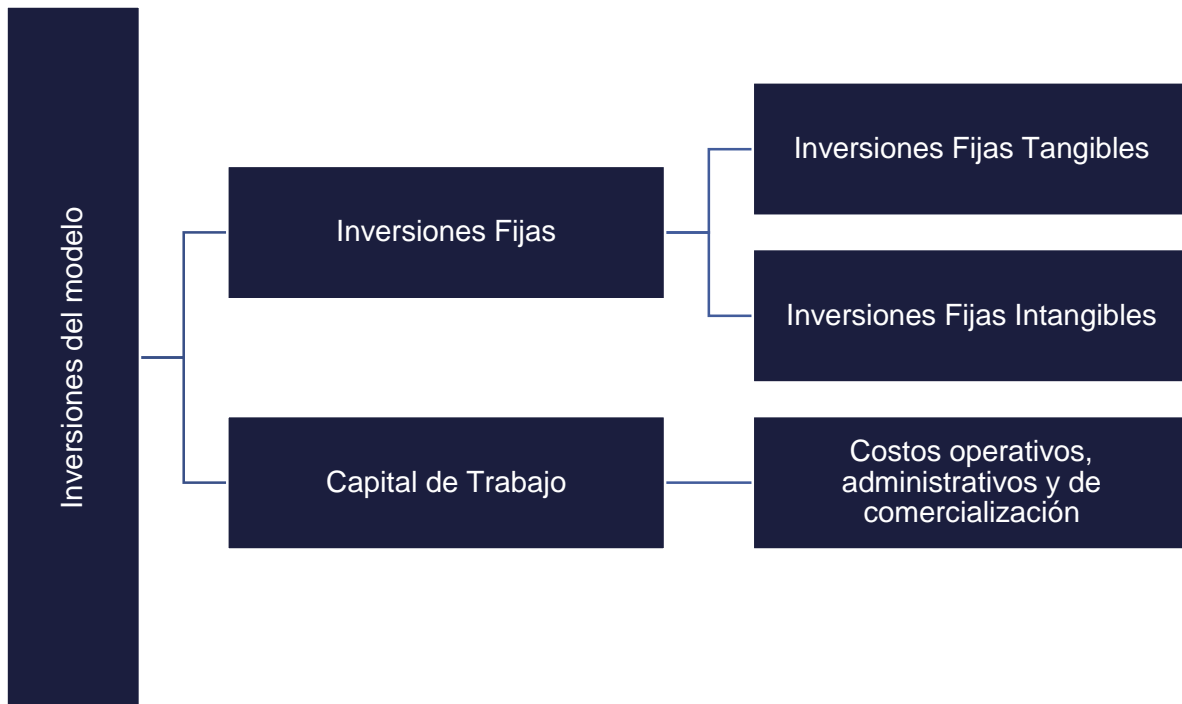 Inversiones del modelo
Inversiones Fijas
Inversiones Fijas Tangibles
Inversiones Fijas Intangibles
Capital de Trabajo
Costos operativos,
administrativos y de
comercialización